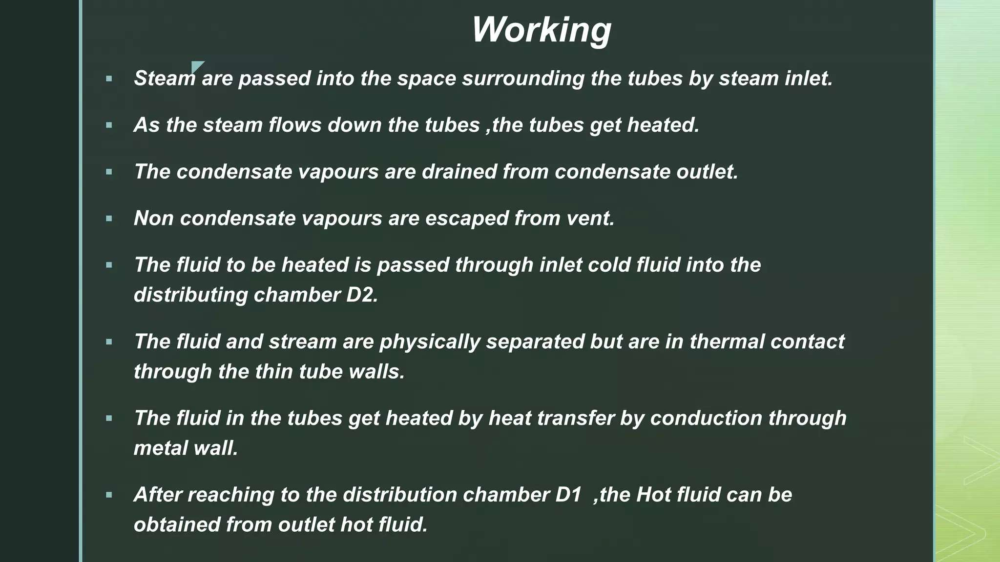 Working
▪ Steam are passed into the space surrounding the tubes by steam inlet.
▪ As the steam flows down the tubes ,the tubes get heated.
▪ The condensate vapours are drained from condensate outlet.
▪ Non condensate vapours are escaped from vent.
▪ The fluid to be heated is passed through inlet cold fluid into the
distributing chamber D2.
▪ The fluid and stream are physically separated but are in thermal contact
through the thin tube walls.
▪ The fluid in the tubes get heated by heat transfer by conduction through
metal wall.
▪ After reaching to the distribution chamber D1 ,the Hot fluid can be
obtained from outlet hot fluid.